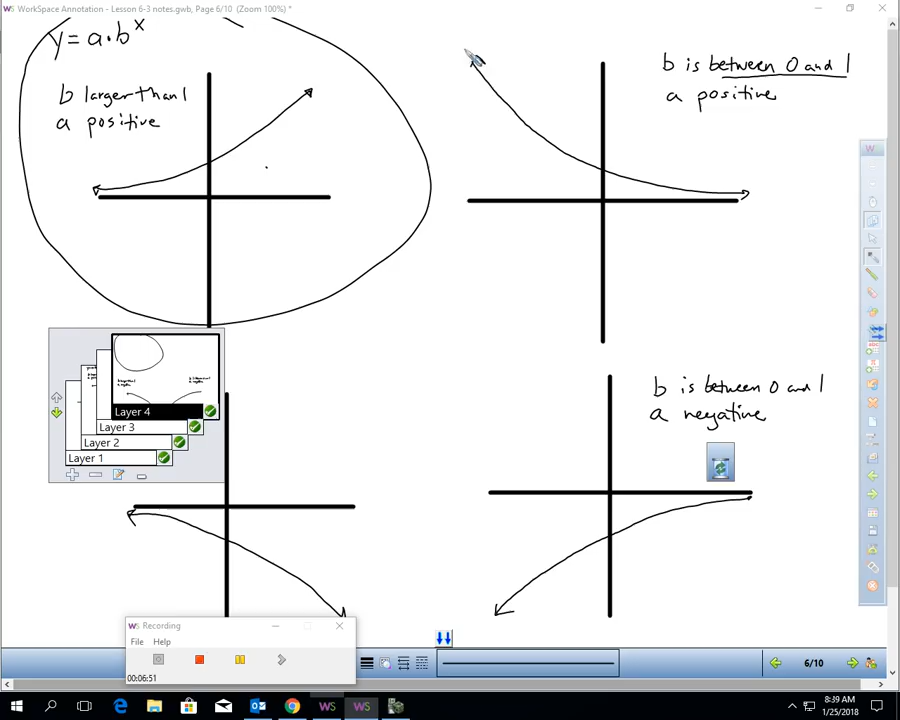 WorkSpace Annotation - Lesson 6-3 notes.gwb, Page 6/10 (Zoom 100%) *
y = a·b^x
b larger than 1
a positive
b is between 0 and 1
a positive
Layer 4
Layer 3
Layer 2
Layer 1
b is between 0 and 1
a negative
WS Recording
File Help
00:06:51
6/10
8:39 AM
1/25/2018